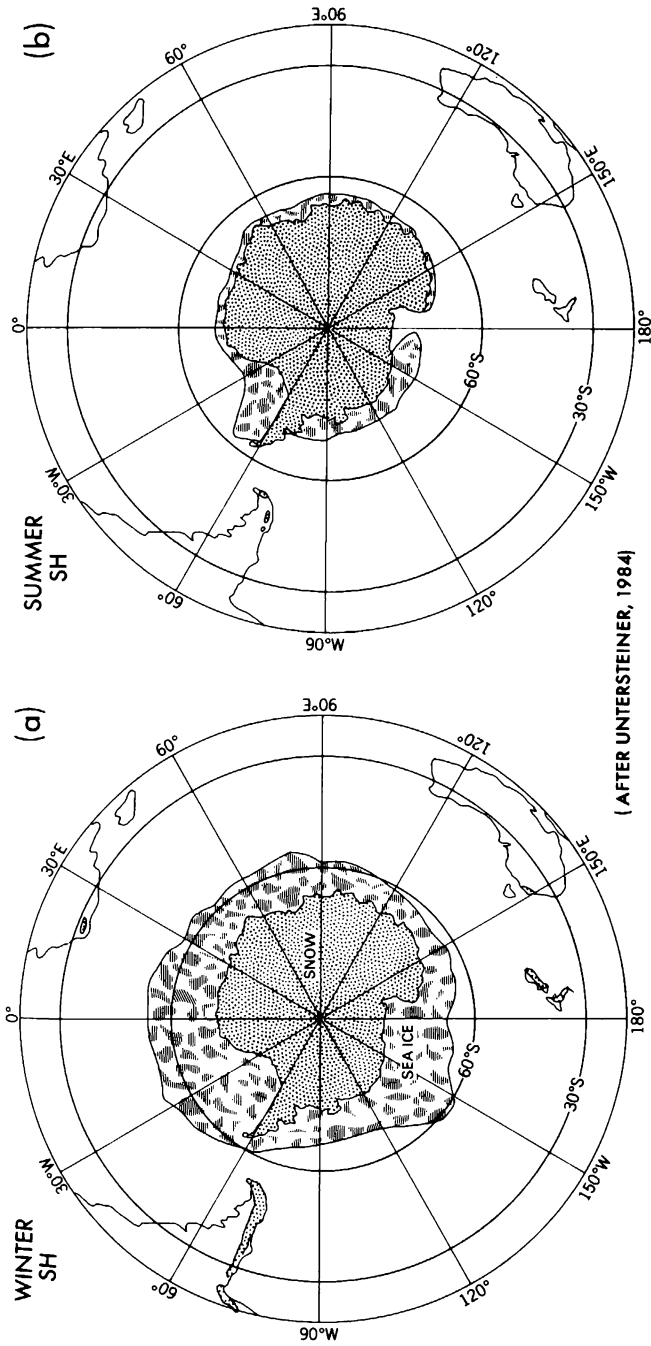 WINTER
SH
(a)
0°
30°E
60°
90°E
120°
150°E
180°
150°W
120°
90°W
60°
30°W
SNOW
SEA ICE
60°S
30°S
SUMMER
SH
(b)
0°
30°E
60°
90°E
120°
150°E
180°
150°W
120°
90°W
60°
30°W
60°S
30°S
(AFTER UNTERSTEINER, 1984)